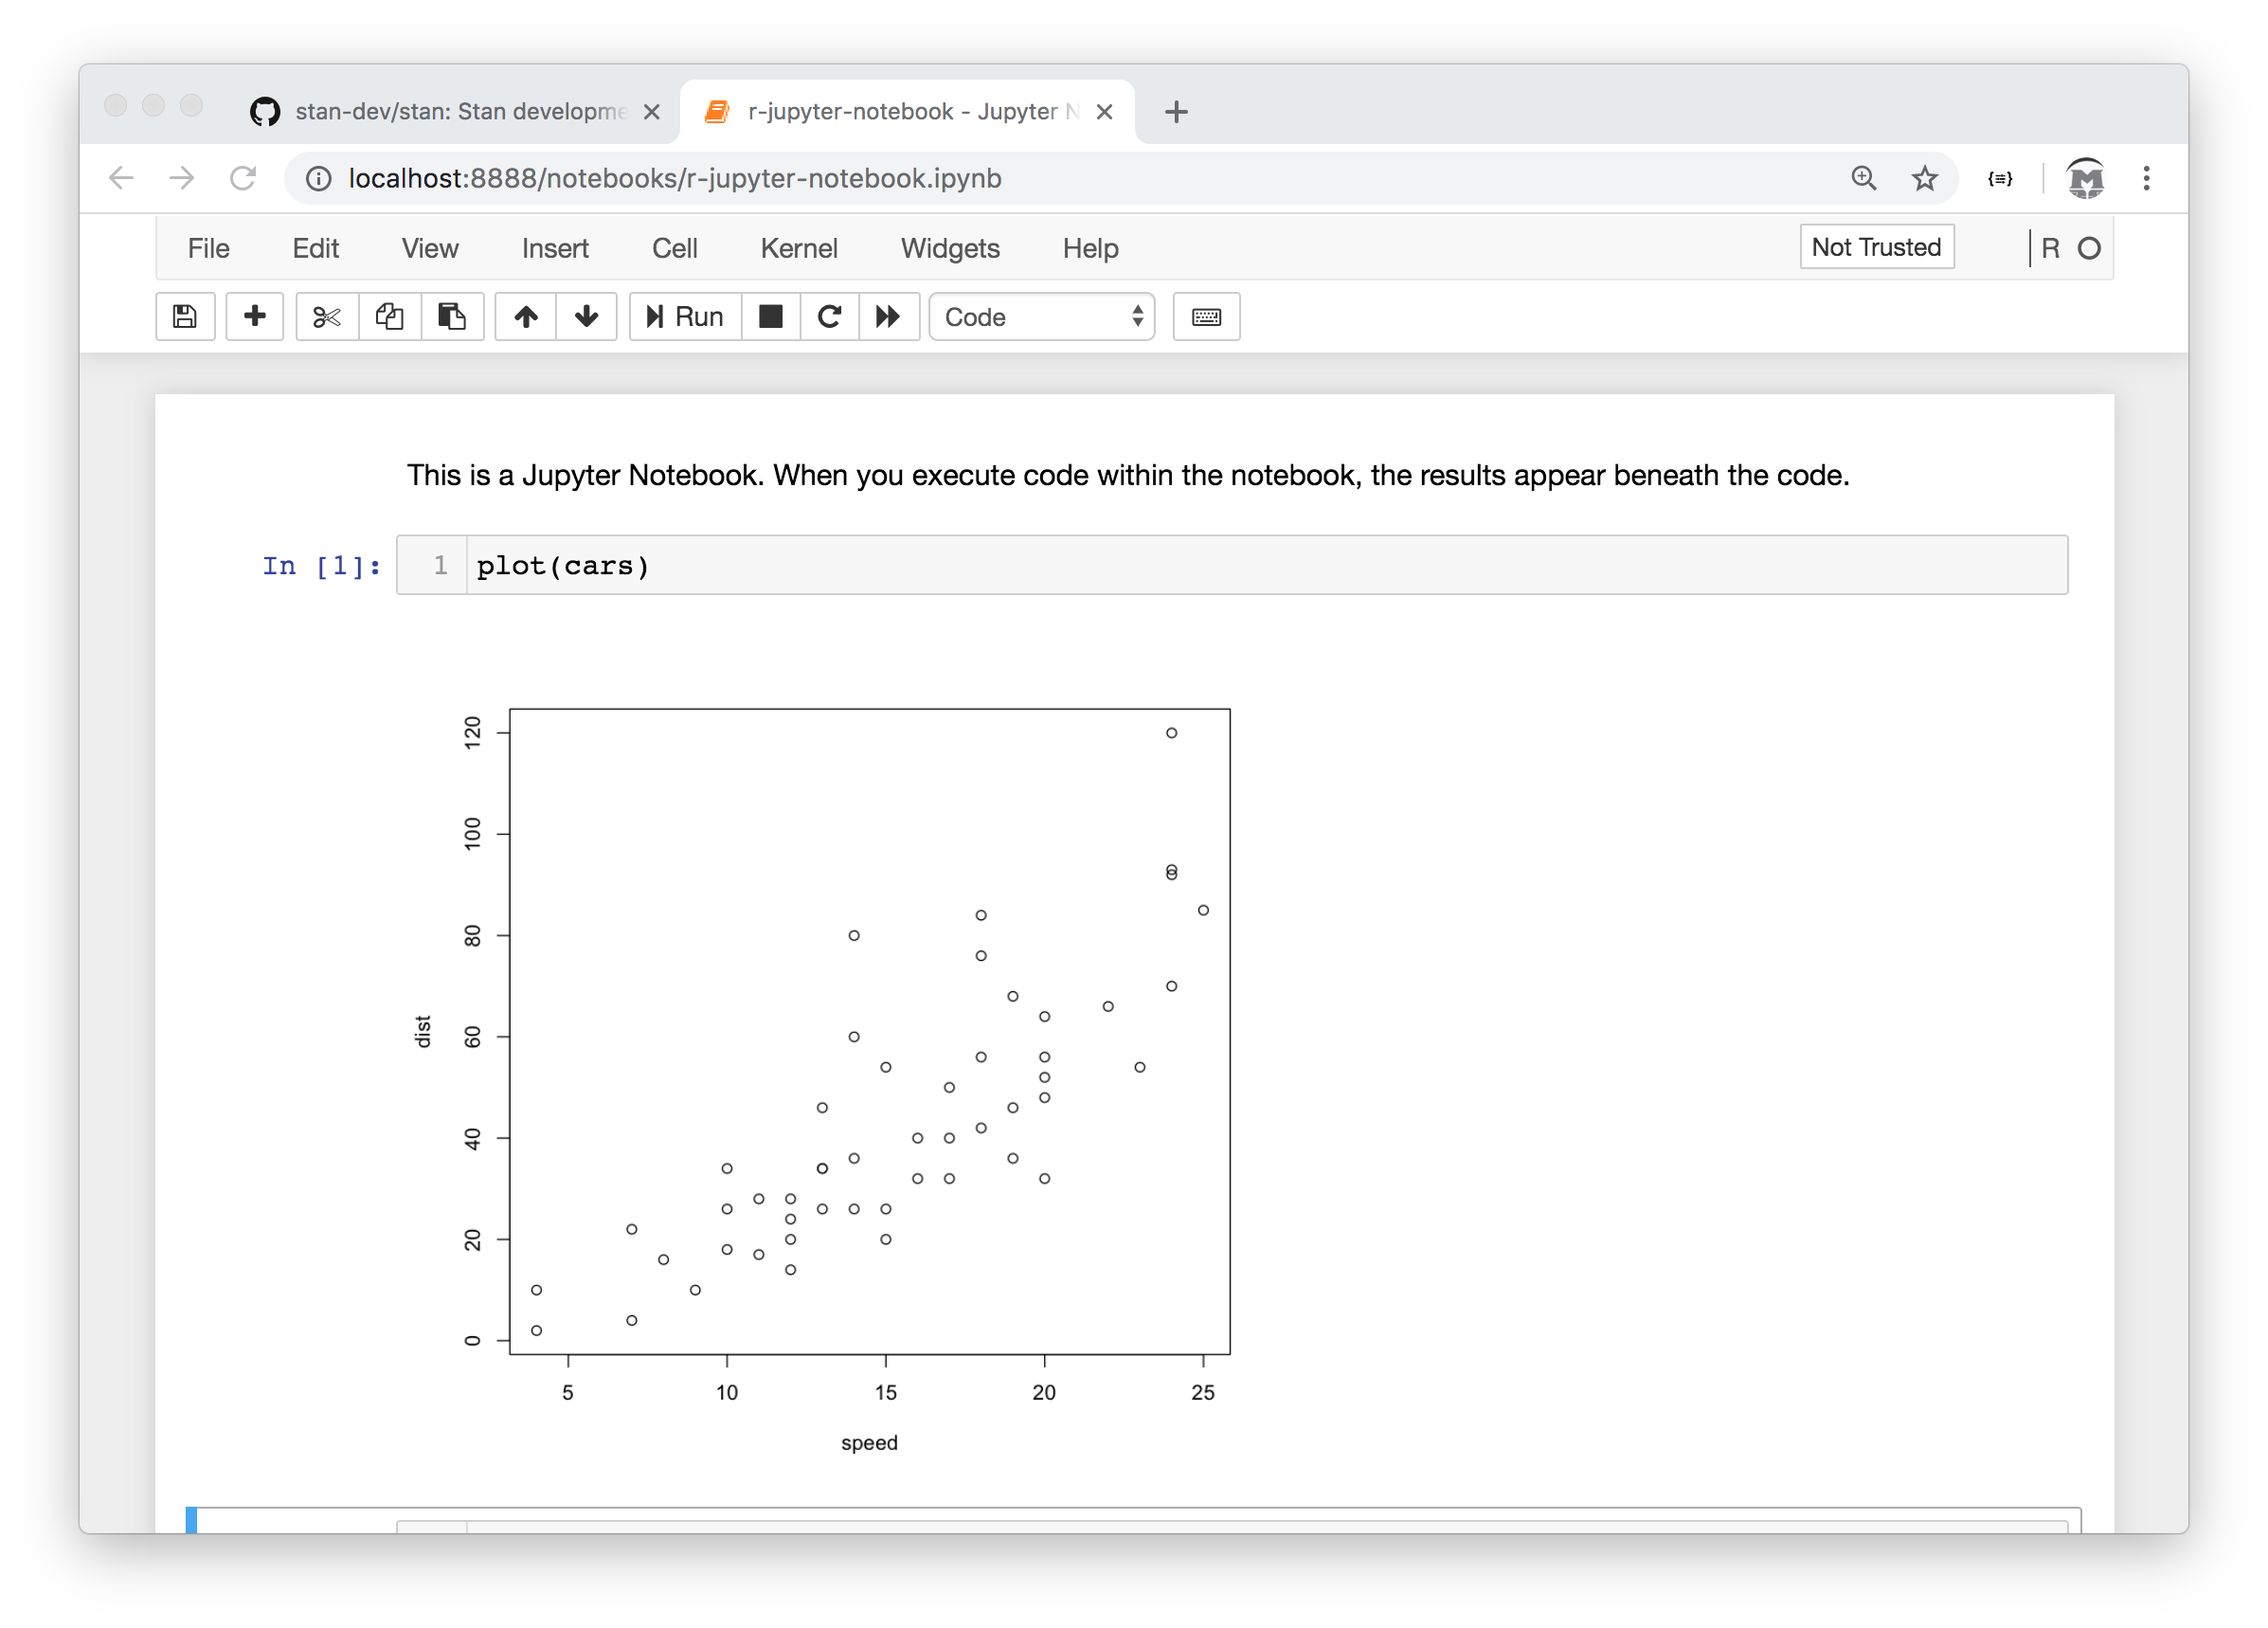 stan-dev/stan: Stan developme
r-jupyter-notebook - Jupyter N
localhost:8888/notebooks/r-jupyter-notebook.ipynb
File Edit View Insert Cell Kernel Widgets Help Not Trusted R
Run Code
This is a Jupyter Notebook. When you execute code within the notebook, the results appear beneath the code.
In [1]: 1 plot(cars)
120
100
80
60
40
20
0
dist
5 10 15 20 25
speed